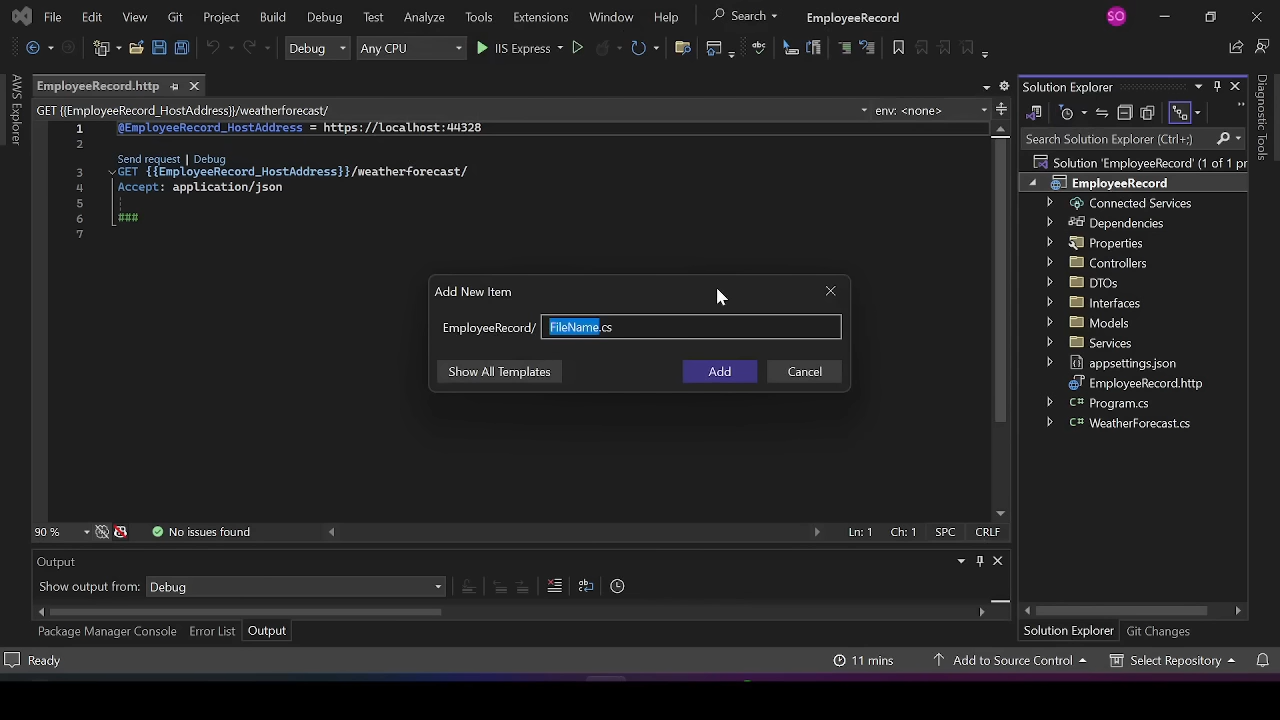 File Edit View Git Project Build Debug Test Analyze Tools Extensions Window Help Search EmployeeRecord SO
Debug Any CPU IIS Express
AWS Explorer
EmployeeRecord.http
GET {{EmployeeRecord_HostAddress}}/weatherforecast/ env: <none>
1 @EmployeeRecord_HostAddress = https://localhost:44328
2
Send request | Debug
3 GET {{EmployeeRecord_HostAddress}}/weatherforecast/
4 Accept: application/json
5
6 ###
7
Add New Item
EmployeeRecord/ FileName.cs
Show All Templates Add Cancel
90 % No issues found Ln: 1 Ch: 1 SPC CRLF
Output
Show output from: Debug
Package Manager Console Error List Output
Solution Explorer
Search Solution Explorer (Ctrl+;)
Solution 'EmployeeRecord' (1 of 1 pr
EmployeeRecord
Connected Services
Dependencies
Properties
Controllers
DTOs
Interfaces
Models
Services
appsettings.json
EmployeeRecord.http
C# Program.cs
C# WeatherForecast.cs
Solution Explorer Git Changes
Diagnostic Tools
Ready 11 mins Add to Source Control Select Repository